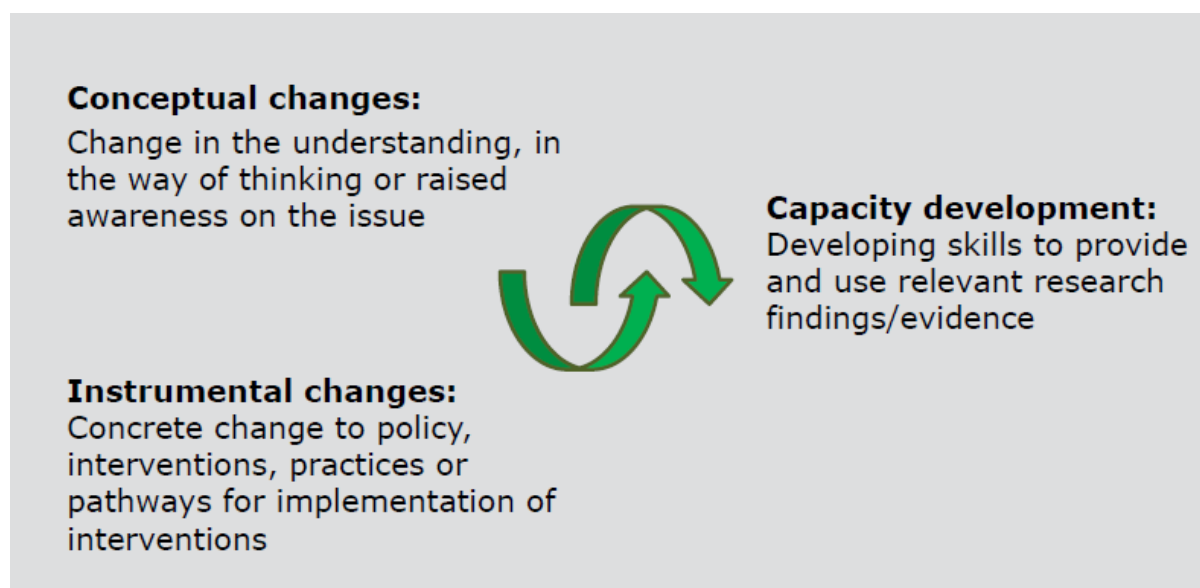 Conceptual changes:
Change in the understanding, in
the way of thinking or raised
awareness on the issue
Capacity development:
Developing skills to provide
and use relevant research
findings/evidence
Instrumental changes:
Concrete change to policy,
interventions, practices or
pathways for implementation of
interventions